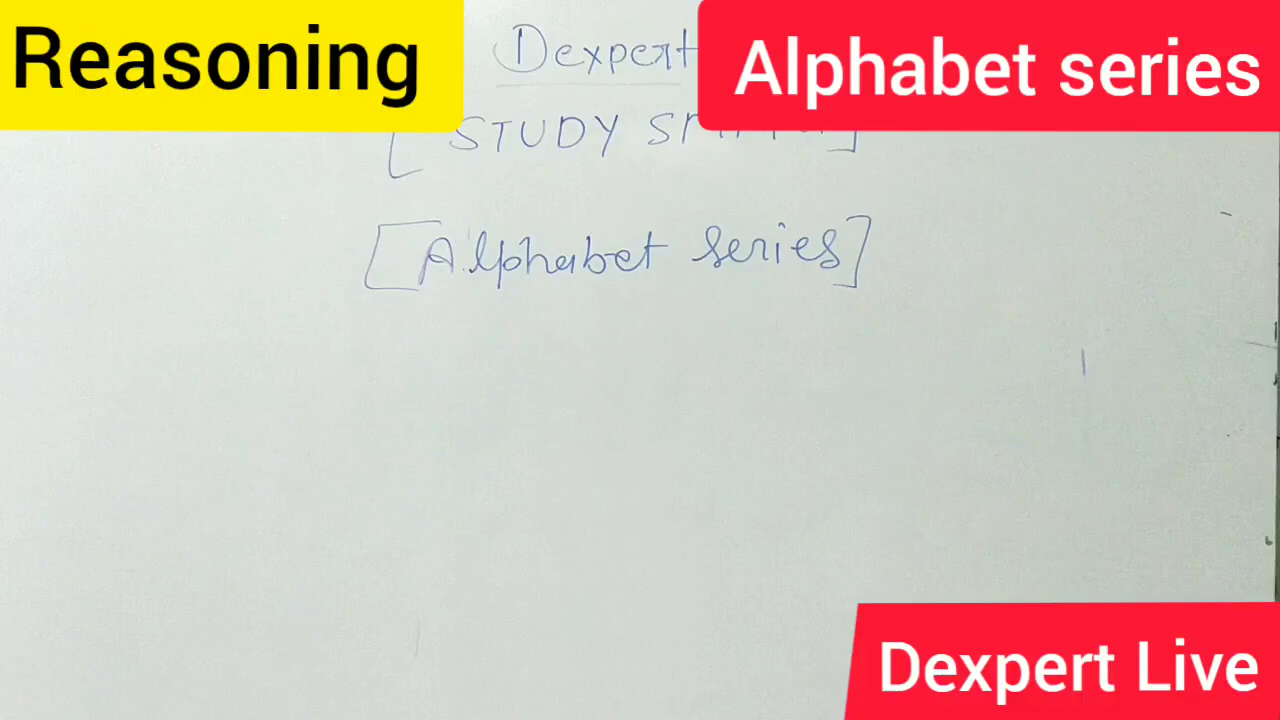 Reasoning
Alphabet series
Dexpert
[ STUDY
[Alphabet series]
Dexpert Live